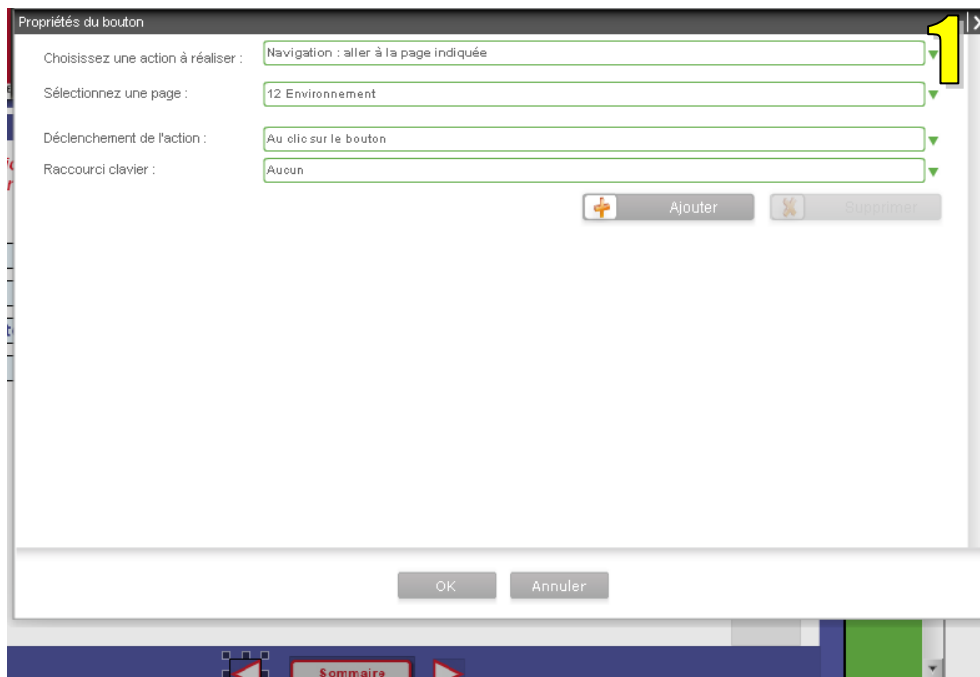 Propriétés du bouton
1
Choisissez une action à réaliser :
Navigation : aller à la page indiquée
Sélectionnez une page :
12 Environnement
Déclenchement de l'action :
Au clic sur le bouton
Raccourci clavier :
Aucun
Ajouter
Supprimer
OK
Annuler
Sommaire